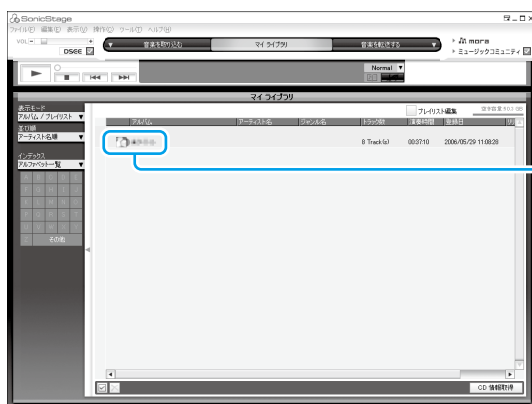 SonicStage
ファイル(F) 編集(E) 表示(V) 操作(C) ツール(T) ヘルプ(H)
VOL - +
DSEE
音楽を取り込む
マイ ライブラリ
音楽を転送する
mora
ミュージックコミュニティ
Normal
マイ ライブラリ
表示モード
アルバム / プレイリスト
並び順
アーティスト名順
インデックス
アルファベット一覧
その他
プレイリスト編集
アルバム アーティスト名 ジャンル名 トラック数 演奏時間 登録日
8 Track(s) 00:37:10 2006/05/29 11:08:28
CD 情報取得